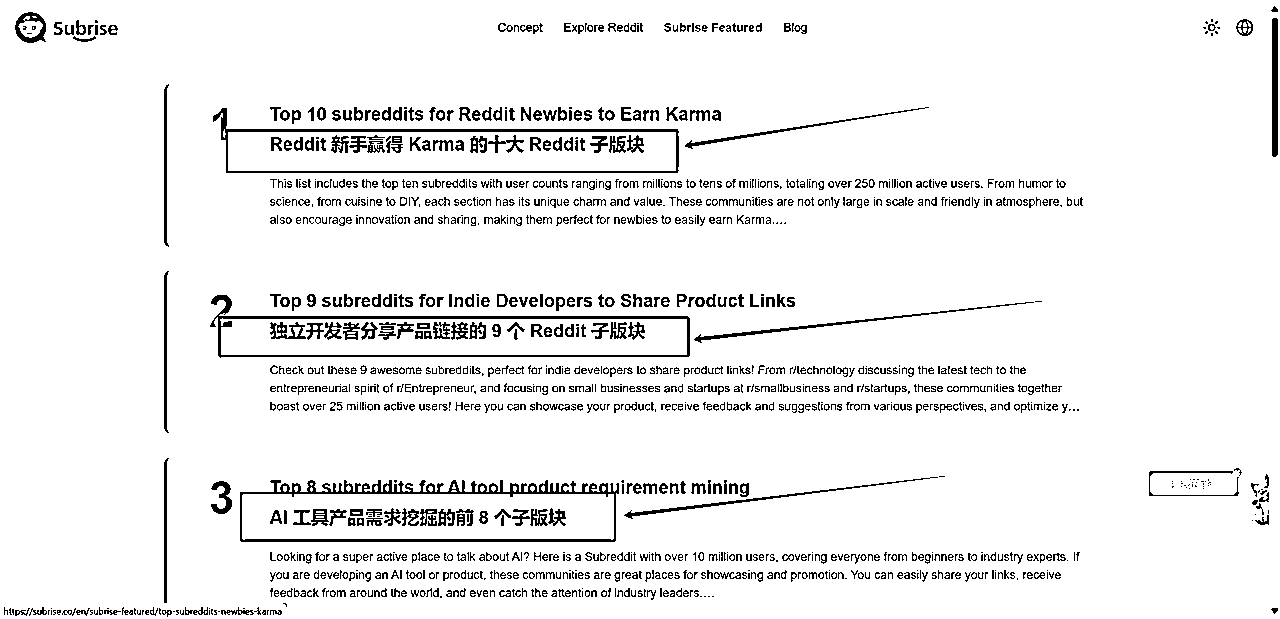 Subrise
Concept Explore Reddit Subrise Featured Blog
1
Top 10 subreddits for Reddit Newbies to Earn Karma
Reddit 新手赢得 Karma 的十大 Reddit 子版块
This list includes the top ten subreddits with user counts ranging from millions to tens of millions, totaling over 250 million active users. From humor to
science, from cuisine to DIY, each section has its unique charm and value. These communities are not only large in scale and friendly in atmosphere, but
also encourage innovation and sharing, making them perfect for newbies to easily earn Karma....
2
Top 9 subreddits for Indie Developers to Share Product Links
独立开发者分享产品链接的 9 个 Reddit 子版块
Check out these 9 awesome subreddits, perfect for indie developers to share product links! From r/technology discussing the latest tech to the
entrepreneurial spirit of r/Entrepreneur, and focusing on small businesses and startups at r/smallbusiness and r/startups, these communities together
boast over 25 million active users! Here you can showcase your product, receive feedback and suggestions from various perspectives, and optimize y...
3
Top 8 subreddits for AI tool product requirement mining
AI 工具产品需求挖掘的前 8 个子版块
Looking for a super active place to talk about AI? Here is a Subreddit with over 10 million users, covering everyone from beginners to industry experts. If
you are developing an AI tool or product, these communities are great places for showcasing and promotion. You can easily share your links, receive
feedback from around the world, and even catch the attention of industry leaders....
https://subrise.co/en/subrise-featured/top-subreddits-newbies-karma